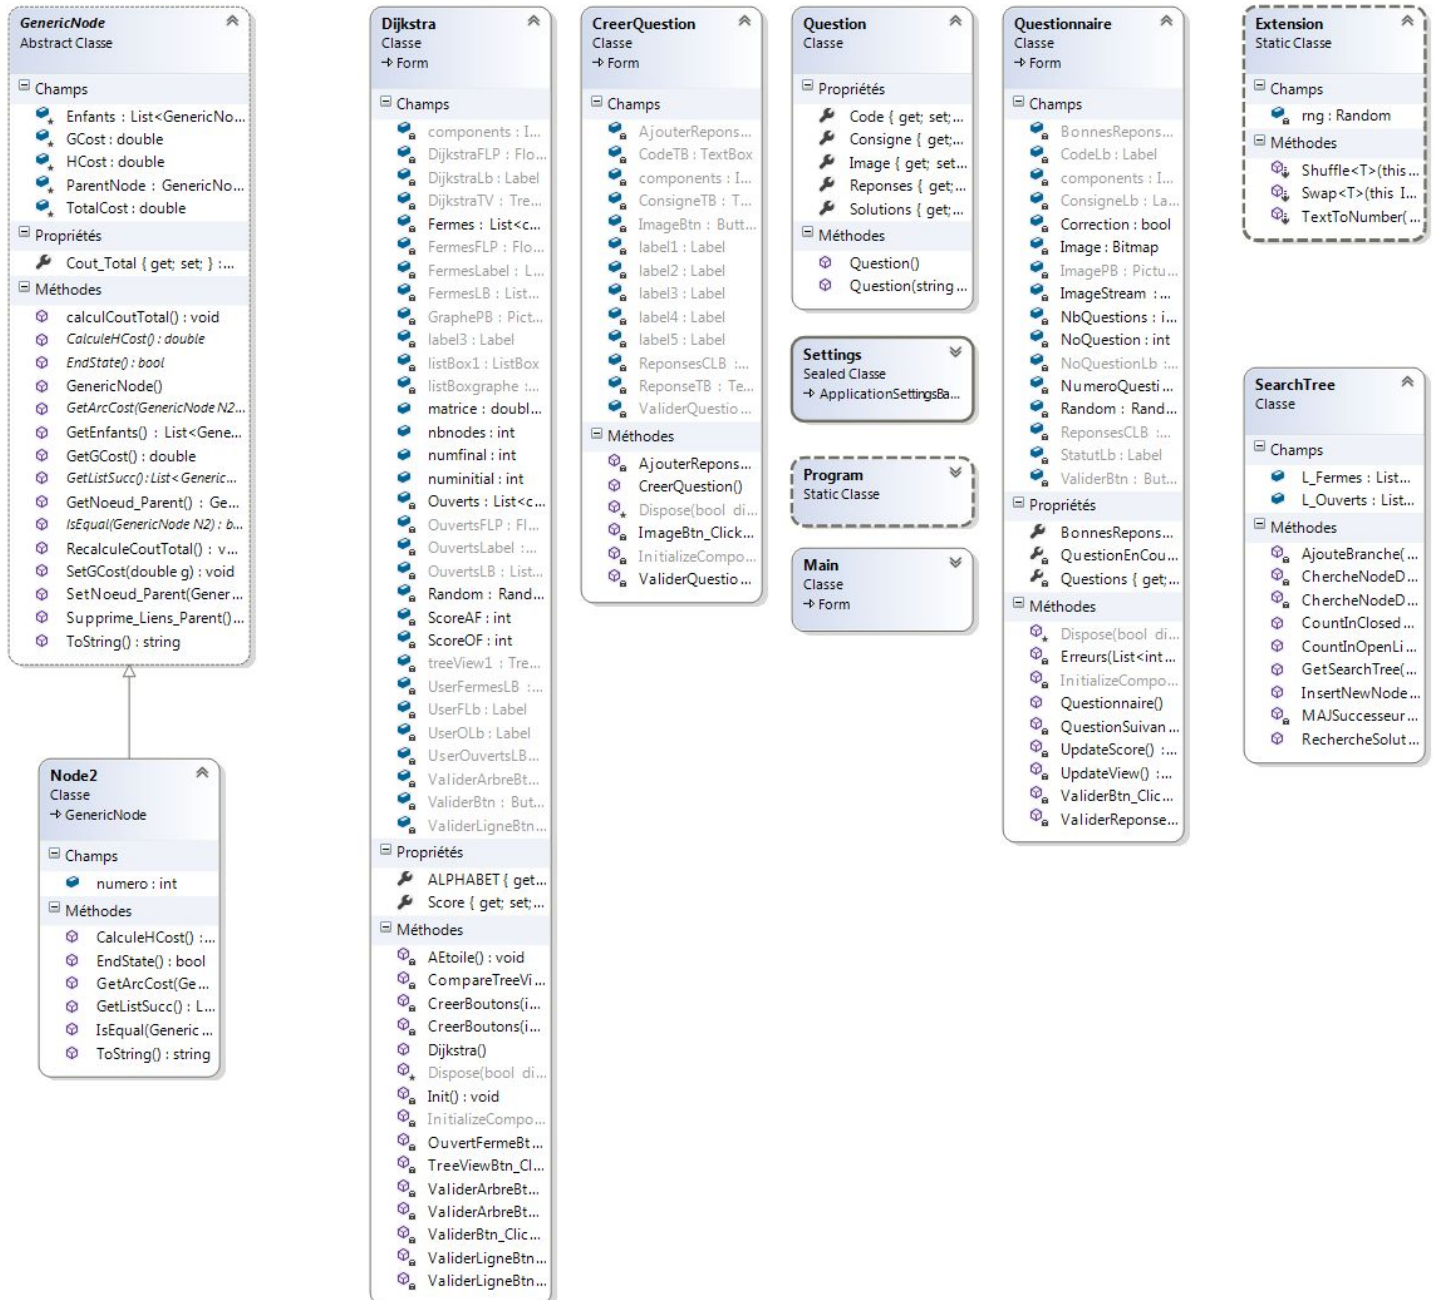 GenericNode
Abstract Classe
Champs
Enfants : List<GenericNo...
GCost : double
HCost : double
ParentNode : GenericNo...
TotalCost : double
Propriétés
Cout_Total { get; set; } :...
Méthodes
calculCoutTotal() : void
CalculeHCost() : double
EndState() : bool
GenericNode()
GetArcCost(GenericNode N2...
GetEnfants() : List<Gene...
GetGCost() : double
GetListSucc() : List<Generic...
GetNoeud_Parent() : Ge...
IsEqual(GenericNode N2) : b...
RecalculeCoutTotal() : v...
SetGCost(double g) : void
SetNoeud_Parent(Gener...
Supprime_Liens_Parent()...
ToString() : string
Node2
Classe
GenericNode
Champs
numero : int
Méthodes
CalculeHCost() :...
EndState() : bool
GetArcCost(Ge...
GetListSucc() : L...
IsEqual(Generic ...
ToString() : string
Dijkstra
Classe
Form
Champs
components : I...
DijkstraFLP : Flo...
DijkstraLb : Label
DijkstraTV : Tre...
Fermes : List<c...
FermesFLP : Flo...
FermesLabel : L...
FermesLB : List...
GraphePB : Pict...
label3 : Label
listBox1 : ListBox
listBoxgraphe :...
matrice : doubl...
nbnodes : int
numfinal : int
numinitial : int
Ouverts : List<c...
OuvertsFLP : Fl...
OuvertsLabel :...
OuvertsLB : List...
Random : Rand...
ScoreAF : int
ScoreOF : int
treeView1 : Tre...
UserFermesLB :...
UserFLb : Label
UserOLb : Label
UserOuvertsLB...
ValiderArbreBt...
ValiderBtn : But...
ValiderLigneBtn...
Propriétés
ALPHABET { get...
Score { get; set;...
Méthodes
AEtoile() : void
CompareTreeVi...
CreerBoutons(i...
CreerBoutons(i...
Dijkstra()
Dispose(bool di...
Init() : void
InitializeCompo...
OuvertFermeBt...
TreeViewBtn_Cl...
ValiderArbreBt...
ValiderArbreBt...
ValiderBtn_Clic...
ValiderLigneBtn...
ValiderLigneBtn...
CreerQuestion
Classe
Form
Champs
AjouterRepons...
CodeTB : TextBox
components : I...
ConsigneTB : T...
ImageBtn : Butt...
label1 : Label
label2 : Label
label3 : Label
label4 : Label
label5 : Label
ReponsesCLB :...
ReponseTB : Te...
ValiderQuestio...
Méthodes
AjouterRepons...
CreerQuestion()
Dispose(bool di...
ImageBtn_Click...
InitializeCompo...
ValiderQuestio...
Question
Classe
Propriétés
Code { get; set;...
Consigne { get;...
Image { get; set...
Reponses { get;...
Solutions { get;...
Méthodes
Question()
Question(string ...
Settings
Sealed Classe
ApplicationSettingsBa...
Program
Static Classe
Main
Classe
Form
Questionnaire
Classe
Form
Champs
BonnesRepons...
CodeLb : Label
components : I...
ConsigneLb : La...
Correction : bool
Image : Bitmap
ImagePB : Pictu...
ImageStream :...
NbQuestions : i...
NoQuestion : int
NoQuestionLb :...
NumeroQuesti...
Random : Rand...
ReponsesCLB :...
StatutLb : Label
ValiderBtn : But...
Propriétés
BonnesRepons...
QuestionEnCou...
Questions { get;...
Méthodes
Dispose(bool di...
Erreurs(List<int...
InitializeCompo...
Questionnaire()
QuestionSuivan...
UpdateScore() :...
UpdateView() :...
ValiderBtn_Clic...
ValiderReponse...
Extension
Static Classe
Champs
rng : Random
Méthodes
Shuffle<T>(this ...
Swap<T>(this I...
TextToNumber(...
SearchTree
Classe
Champs
L_Fermes : List...
L_Ouverts : List...
Méthodes
AjouteBranche(...
ChercheNodeD...
ChercheNodeD...
CountInClosed...
CountInOpenLi...
GetSearchTree(...
InsertNewNode...
MAJSuccesseur...
RechercheSolut...